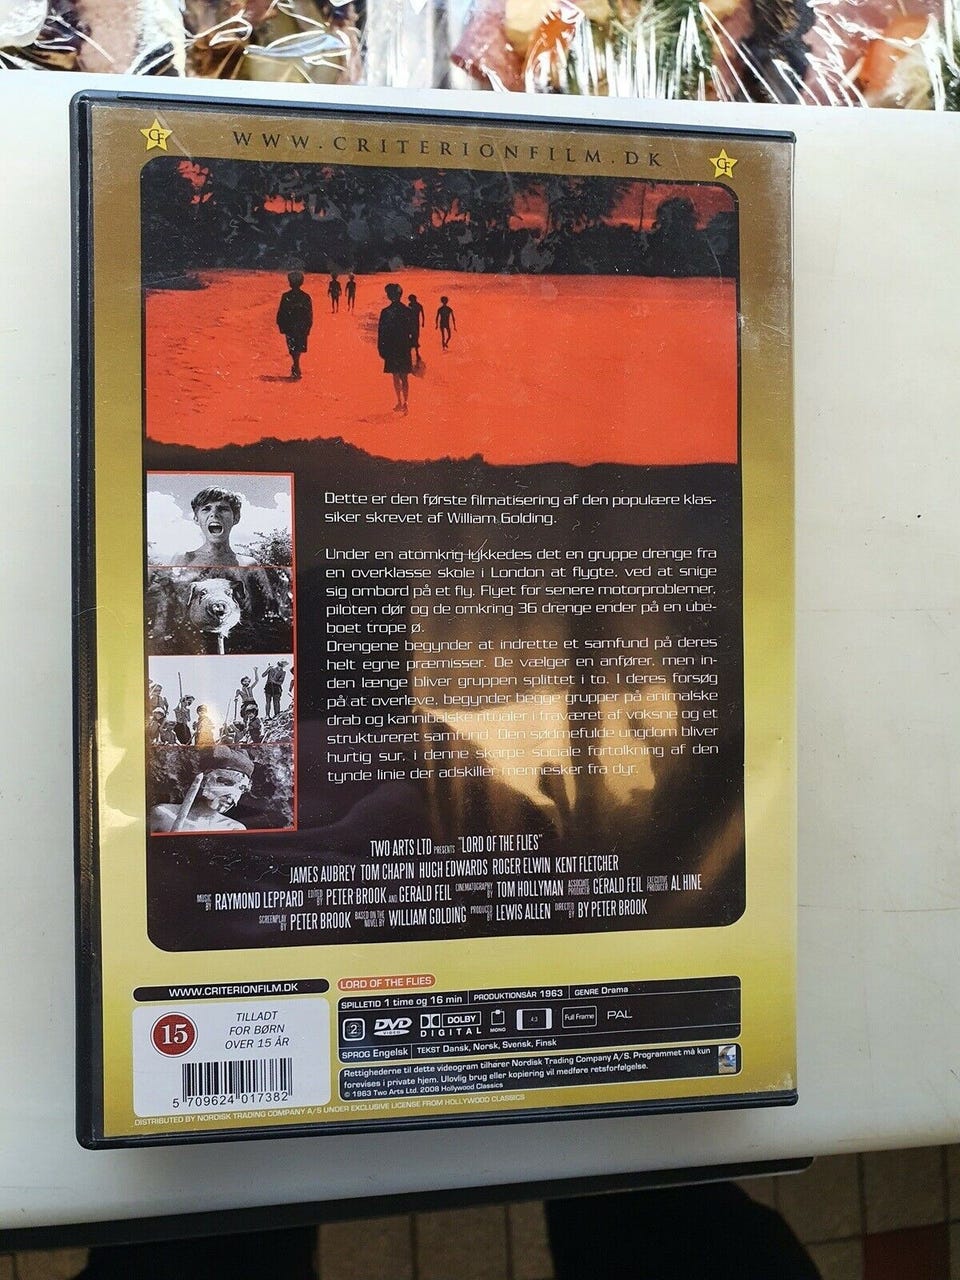 CF
WWW.CRITERIONFILM.DK
CF
Dette er den første filmatisering af den populære klas-
siker skrevet af William Golding.
Under en atomkrig lykkedes det en gruppe drenge fra
en overklasse skole i London at flygte, ved at snige
sig ombord på et fly. Flyet for senere motorproblemer,
piloten dør og de omkring 36 drenge ender på en ube-
boet trope ø.
Drengene begynder at indrette et samfund på deres
helt egne præmisser. De vælger en anfører, men in-
den længe bliver gruppen splittet i to. I deres forsøg
på at overleve, begynder begge grupper på animalske
drab og kannibalske ritualer i fraværet af voksne og et
struktureret samfund. Den sødmefulde ungdom bliver
hurtig sur, i denne skarpe sociale fortolkning af den
tynde linie der adskiller mennesker fra dyr.
TWO ARTS LTD PRESENTS "LORD OF THE FLIES"
JAMES AUBREY TOM CHAPIN HUGH EDWARDS ROGER ELWIN KENT FLETCHER
MUSIC BY RAYMOND LEPPARD EDITED BY PETER BROOK AND GERALD FEIL CINEMATOGRAPHY BY TOM HOLLYMAN ASSOCIATE PRODUCER GERALD FEIL EXECUTIVE PRODUCER AL HINE
SCREENPLAY BY PETER BROOK BASED ON THE NOVEL BY WILLIAM GOLDING PRODUCED BY LEWIS ALLEN DIRECTED BY BY PETER BROOK
WWW.CRITERIONFILM.DK
15
TILLADT
FOR BØRN
OVER 15 ÅR
5 709624 017382
LORD OF THE FLIES
SPILLETID 1 time og 16 min PRODUKTIONSÅR 1963 GENRE Drama
2 DVD VIDEO DOLBY DIGITAL MONO 4:3 Full Frame PAL
SPROG Engelsk TEKST Dansk, Norsk, Svensk, Finsk
Rettighederne til dette videogram tilhører Nordisk Trading Company A/S. Programmet må kun
forevises i private hjem. Ulovlig brug eller kopiering vil medføre retsforfølgelse.
© 1963 Two Arts Ltd. 2008 Hollywood Classics
DISTRIBUTED BY NORDISK TRADING COMPANY A/S UNDER EXCLUSIVE LICENSE FROM HOLLYWOOD CLASSICS